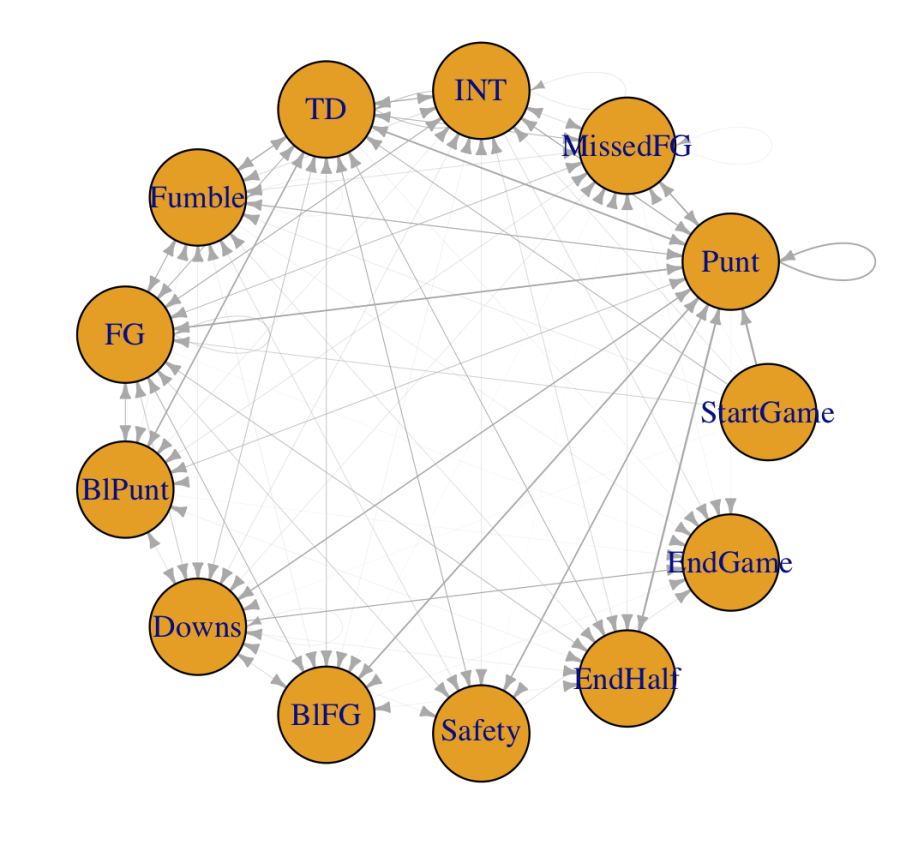 INT
TD
MissedFG
Fumble
Punt
FG
StartGame
BlPunt
EndGame
Downs
EndHalf
BlFG
Safety